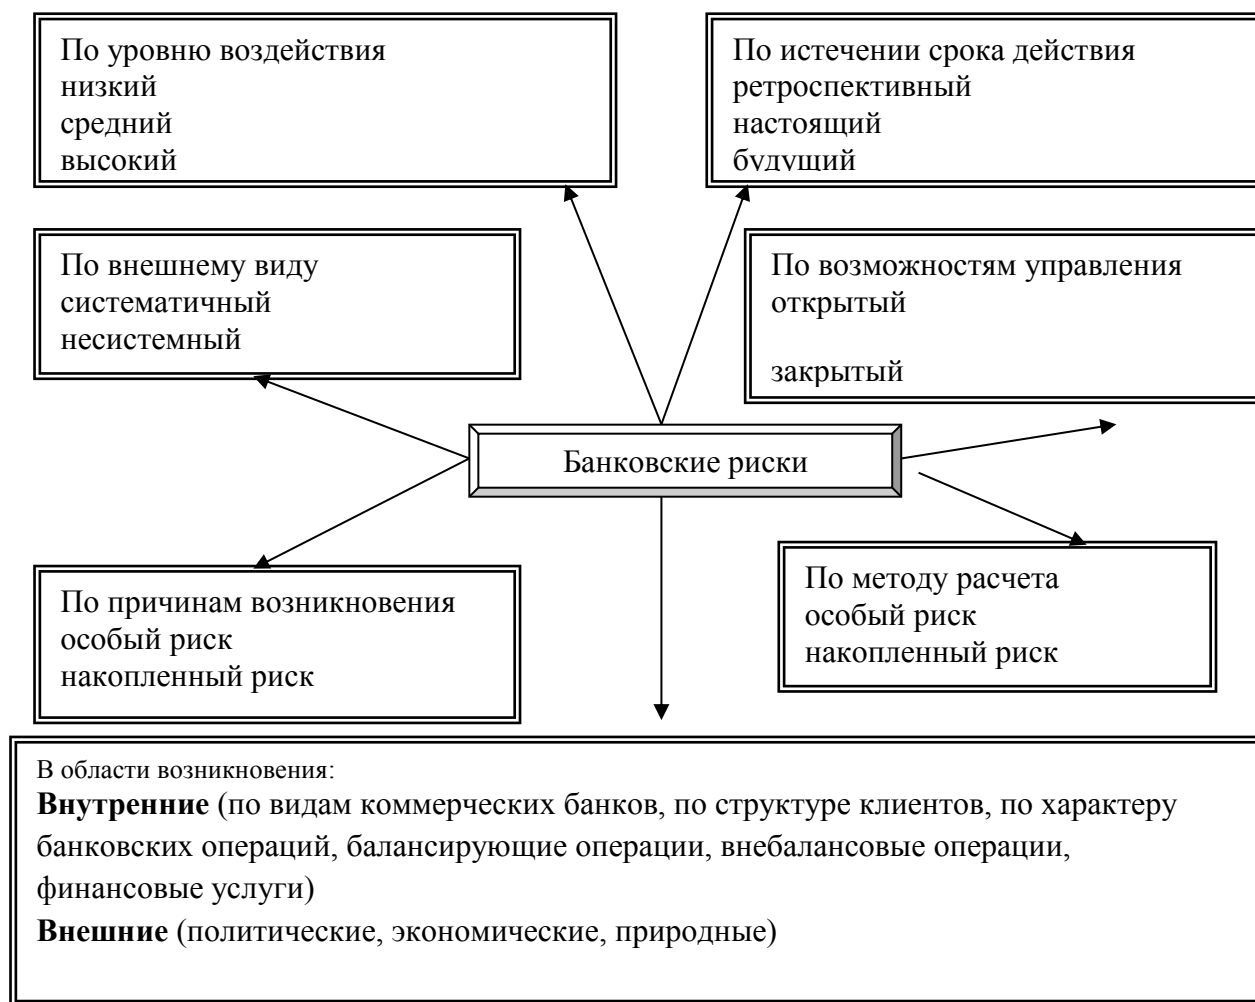 По уровню воздействия
низкий
средний
высокий
По истечении срока действия
ретроспективный
настоящий
будущий
По внешнему виду
систематичный
несистемный
По возможностям управления
открытый
закрытый
Банковские риски
По причинам возникновения
особый риск
накопленный риск
По методу расчета
особый риск
накопленный риск
В области возникновения:
Внутренние (по видам коммерческих банков, по структуре клиентов, по характеру
банковских операций, балансирующие операции, внебалансовые операции,
финансовые услуги)
Внешние (политические, экономические, природные)